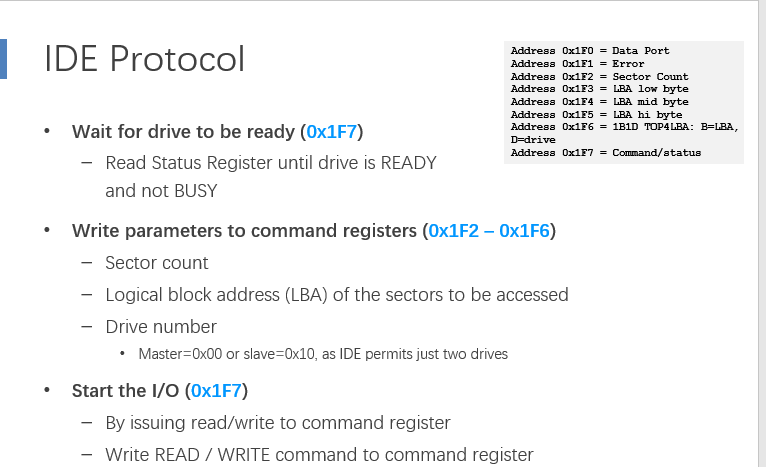 IDE Protocol
Address 0x1F0 = Data Port
Address 0x1F1 = Error
Address 0x1F2 = Sector Count
Address 0x1F3 = LBA low byte
Address 0x1F4 = LBA mid byte
Address 0x1F5 = LBA hi byte
Address 0x1F6 = 1B1D TOP4LBA: B=LBA,
D=drive
Address 0x1F7 = Command/status
• Wait for drive to be ready (0x1F7)
– Read Status Register until drive is READY
and not BUSY
• Write parameters to command registers (0x1F2 – 0x1F6)
– Sector count
– Logical block address (LBA) of the sectors to be accessed
– Drive number
• Master=0x00 or slave=0x10, as IDE permits just two drives
• Start the I/O (0x1F7)
– By issuing read/write to command register
– Write READ / WRITE command to command register